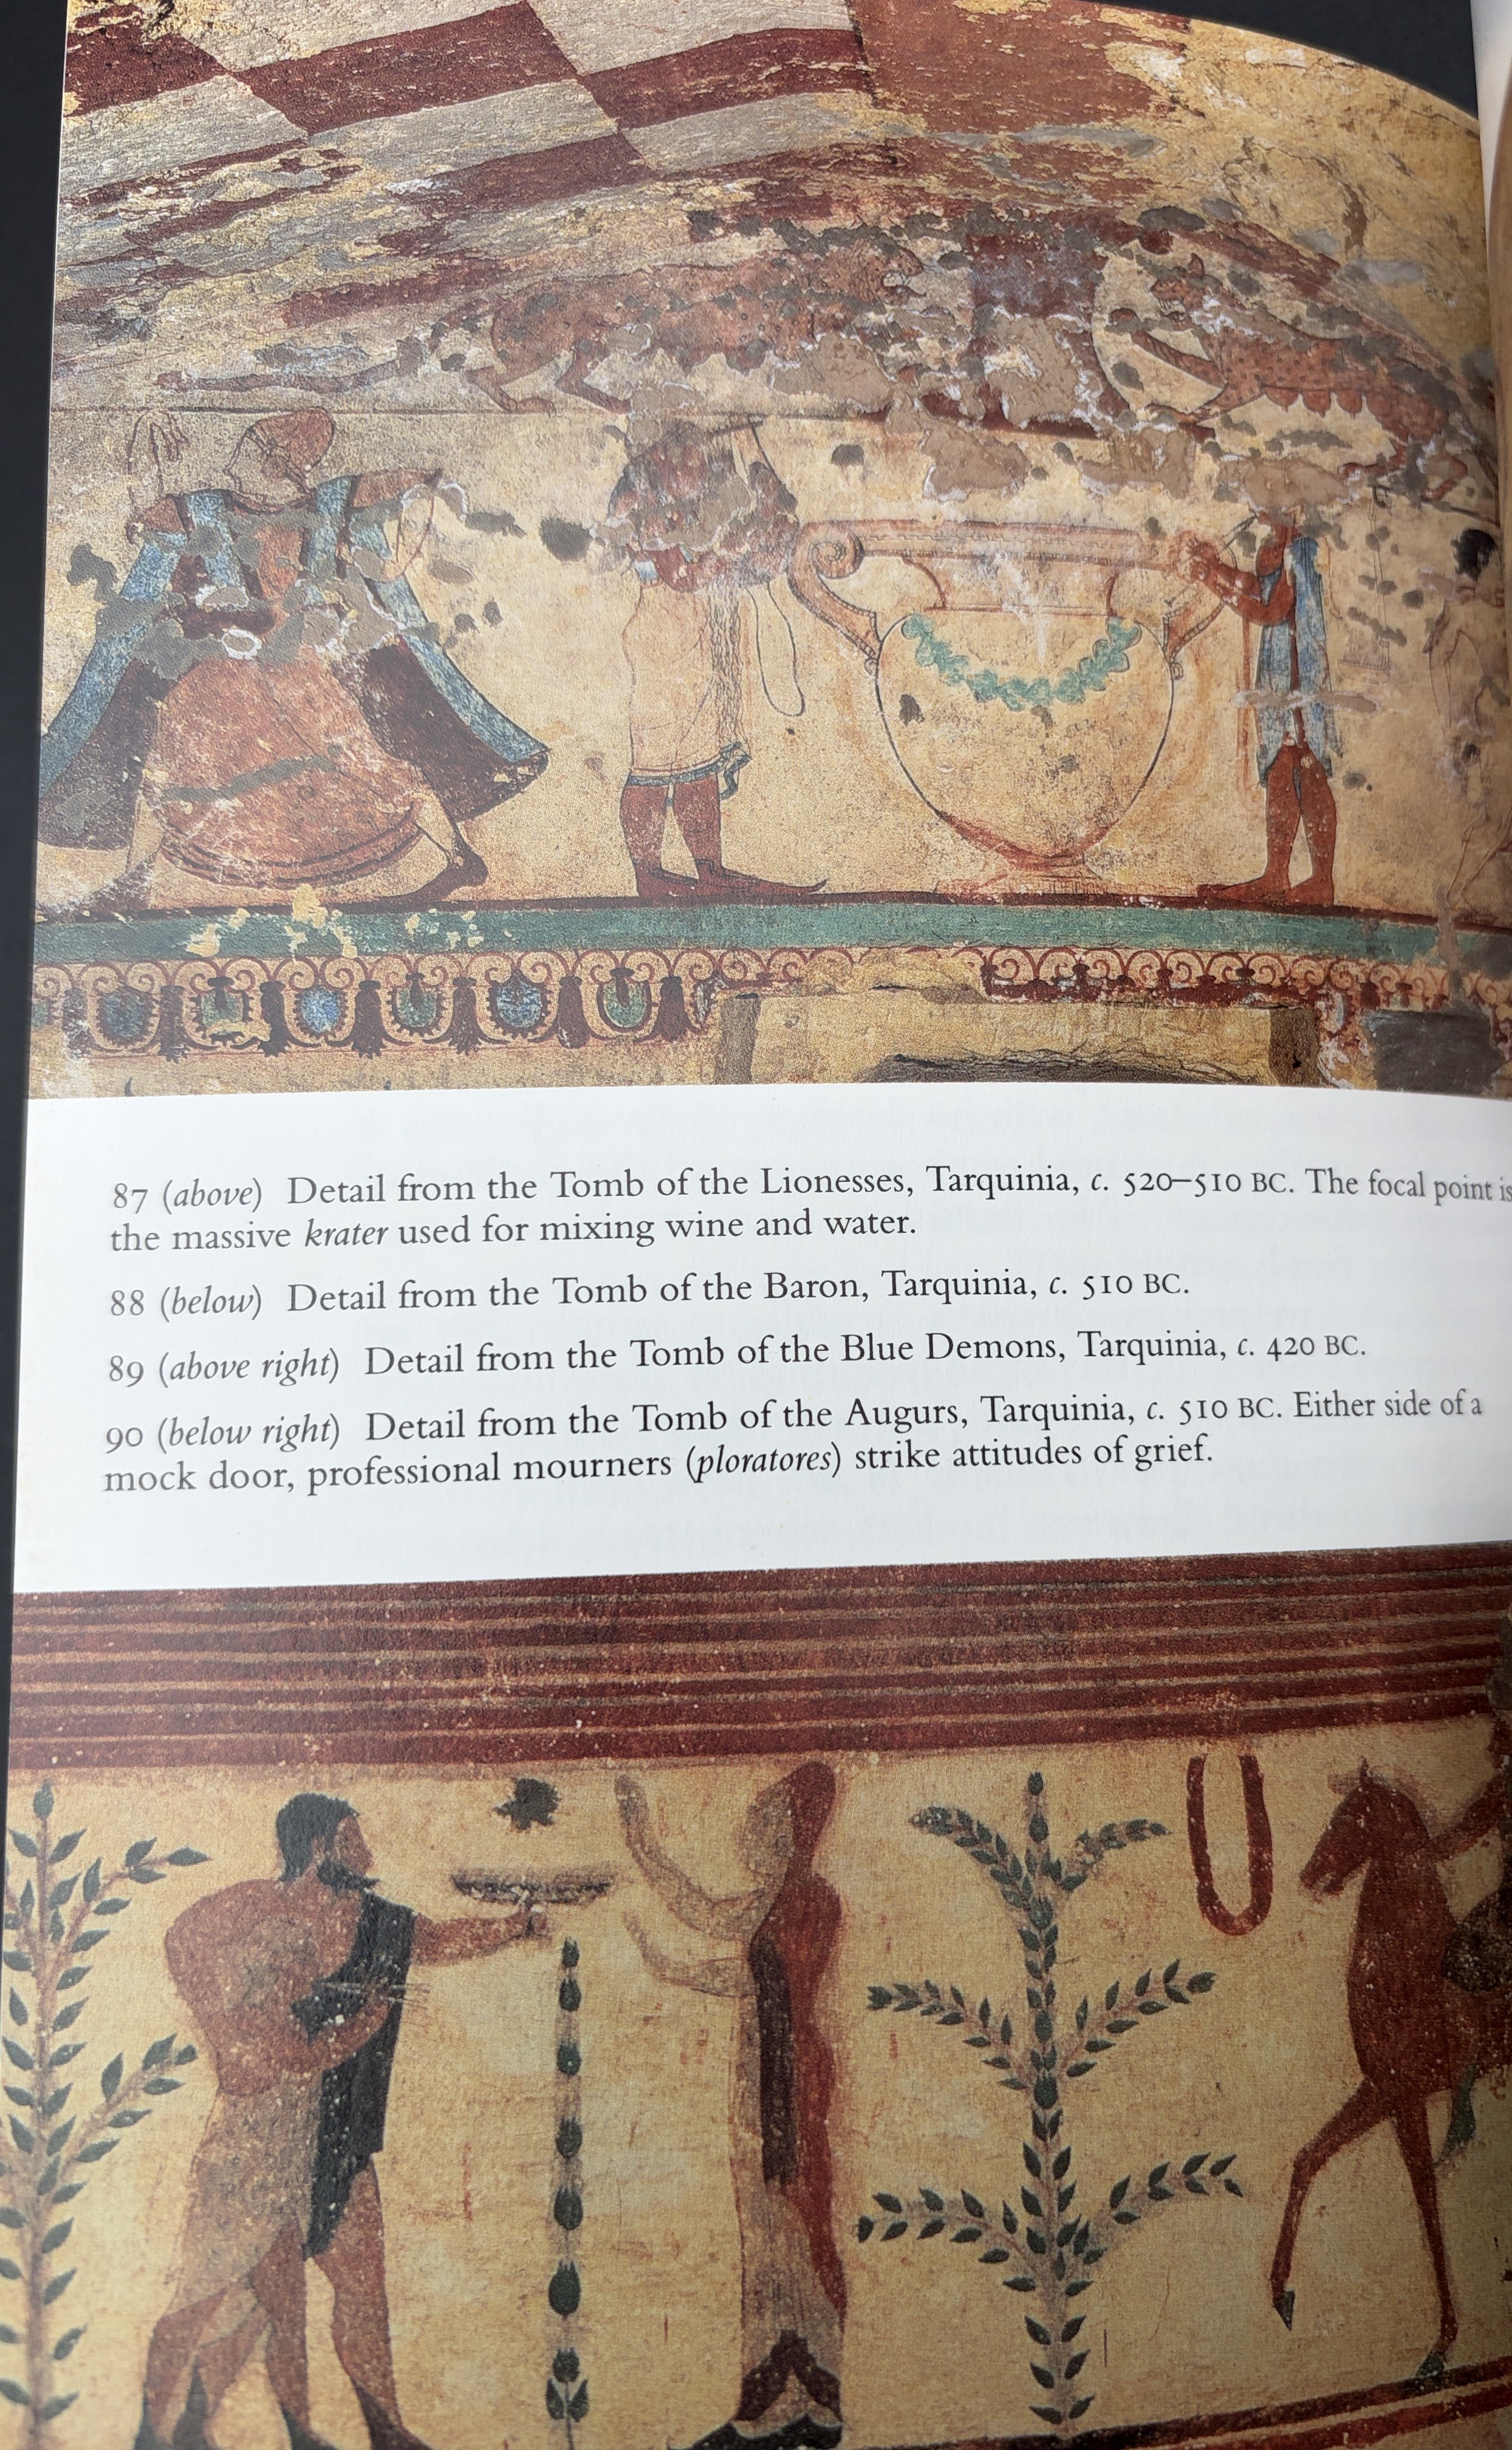 87 (above) Detail from the Tomb of the Lionesses, Tarquinia, c. 520–510 BC. The focal point is
the massive krater used for mixing wine and water.
88 (below) Detail from the Tomb of the Baron, Tarquinia, c. 510 BC.
89 (above right) Detail from the Tomb of the Blue Demons, Tarquinia, c. 420 BC.
90 (below right) Detail from the Tomb of the Augurs, Tarquinia, c. 510 BC. Either side of a
mock door, professional mourners (ploratores) strike attitudes of grief.